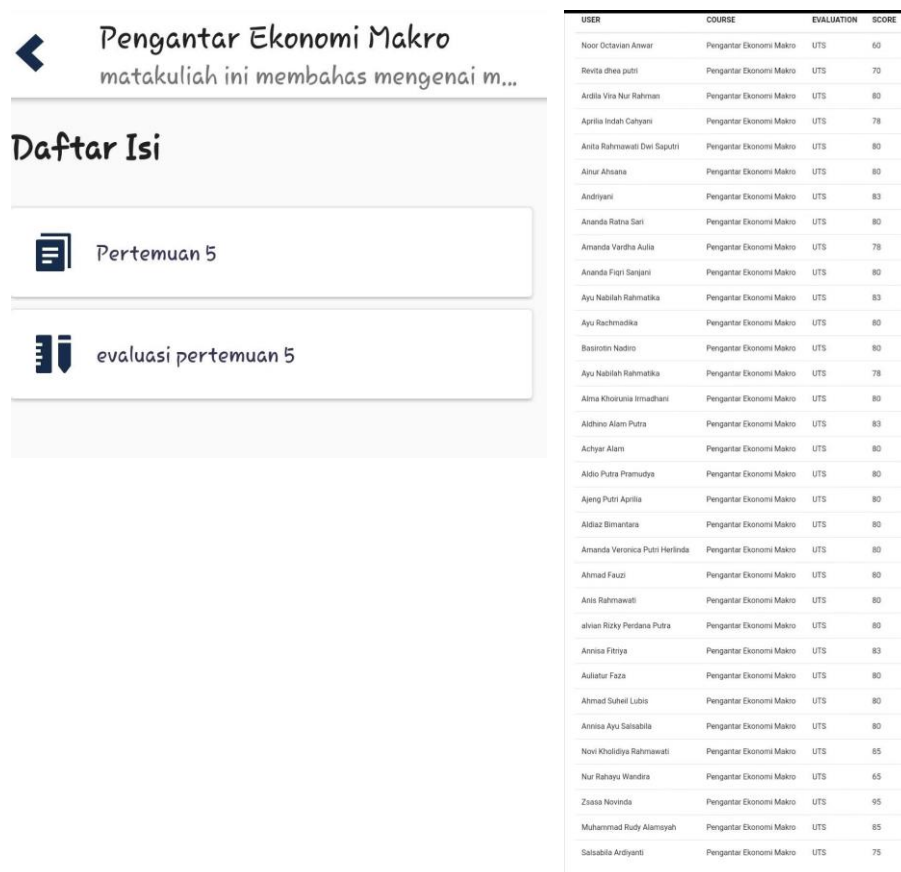 Pengantar Ekonomi Makro
matakuliah ini membahas mengenai m...
Daftar Isi
Pertemuan 5
evaluasi pertemuan 5
USER COURSE EVALUATION SCORE
Noor Octavian Anwar Pengantar Ekonomi Makro UTS 60
Revita dhea putri Pengantar Ekonomi Makro UTS 70
Ardila Vira Nur Rahman Pengantar Ekonomi Makro UTS 80
Aprilia Indah Cahyani Pengantar Ekonomi Makro UTS 78
Anita Rahmawati Dwi Saputri Pengantar Ekonomi Makro UTS 80
Ainur Ahsana Pengantar Ekonomi Makro UTS 80
Andriyani Pengantar Ekonomi Makro UTS 83
Ananda Ratna Sari Pengantar Ekonomi Makro UTS 80
Amanda Vardha Aulia Pengantar Ekonomi Makro UTS 78
Ananda Fiqri Sanjani Pengantar Ekonomi Makro UTS 80
Ayu Nabilah Rahmatika Pengantar Ekonomi Makro UTS 83
Ayu Rachmadika Pengantar Ekonomi Makro UTS 80
Basirotin Nadiro Pengantar Ekonomi Makro UTS 80
Ayu Nabilah Rahmatika Pengantar Ekonomi Makro UTS 78
Alma Khoirunia Irmadhani Pengantar Ekonomi Makro UTS 80
Aldhino Alam Putra Pengantar Ekonomi Makro UTS 83
Achyar Alam Pengantar Ekonomi Makro UTS 80
Aldio Putra Pramudya Pengantar Ekonomi Makro UTS 80
Ajeng Putri Aprilia Pengantar Ekonomi Makro UTS 80
Aldiaz Bimantara Pengantar Ekonomi Makro UTS 80
Amanda Veronica Putri Herlinda Pengantar Ekonomi Makro UTS 80
Ahmad Fauzi Pengantar Ekonomi Makro UTS 80
Anis Rahmawati Pengantar Ekonomi Makro UTS 80
alvian Rizky Perdana Putra Pengantar Ekonomi Makro UTS 80
Annisa Fitriya Pengantar Ekonomi Makro UTS 83
Auliatur Faza Pengantar Ekonomi Makro UTS 80
Ahmad Suheil Lubis Pengantar Ekonomi Makro UTS 80
Annisa Ayu Salsabila Pengantar Ekonomi Makro UTS 80
Novi Kholidiya Rahmawati Pengantar Ekonomi Makro UTS 85
Nur Rahayu Wandira Pengantar Ekonomi Makro UTS 65
Zsasa Novinda Pengantar Ekonomi Makro UTS 95
Muhammad Rudy Alamsyah Pengantar Ekonomi Makro UTS 85
Salsabila Ardiyanti Pengantar Ekonomi Makro UTS 75